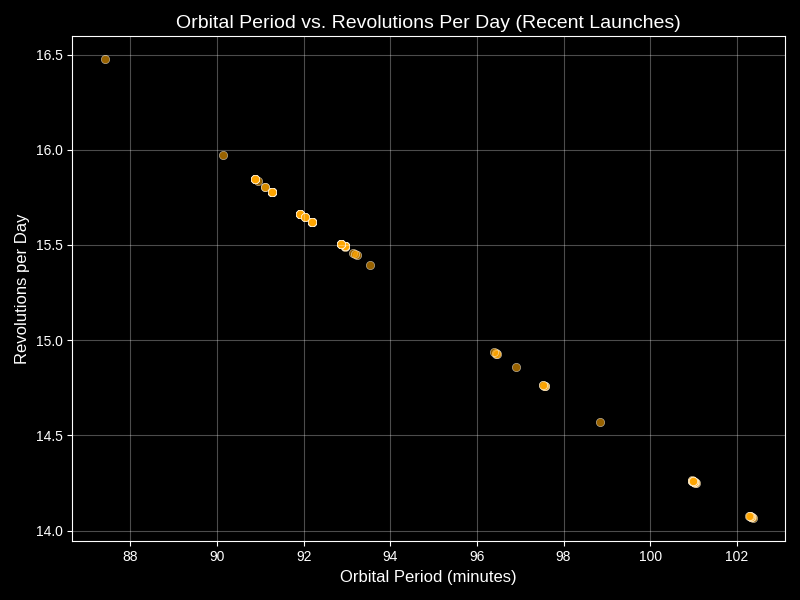 Orbital Period vs. Revolutions Per Day (Recent Launches)
Revolutions per Day
16.5
16.0
15.5
15.0
14.5
14.0
88 90 92 94 96 98 100 102
Orbital Period (minutes)